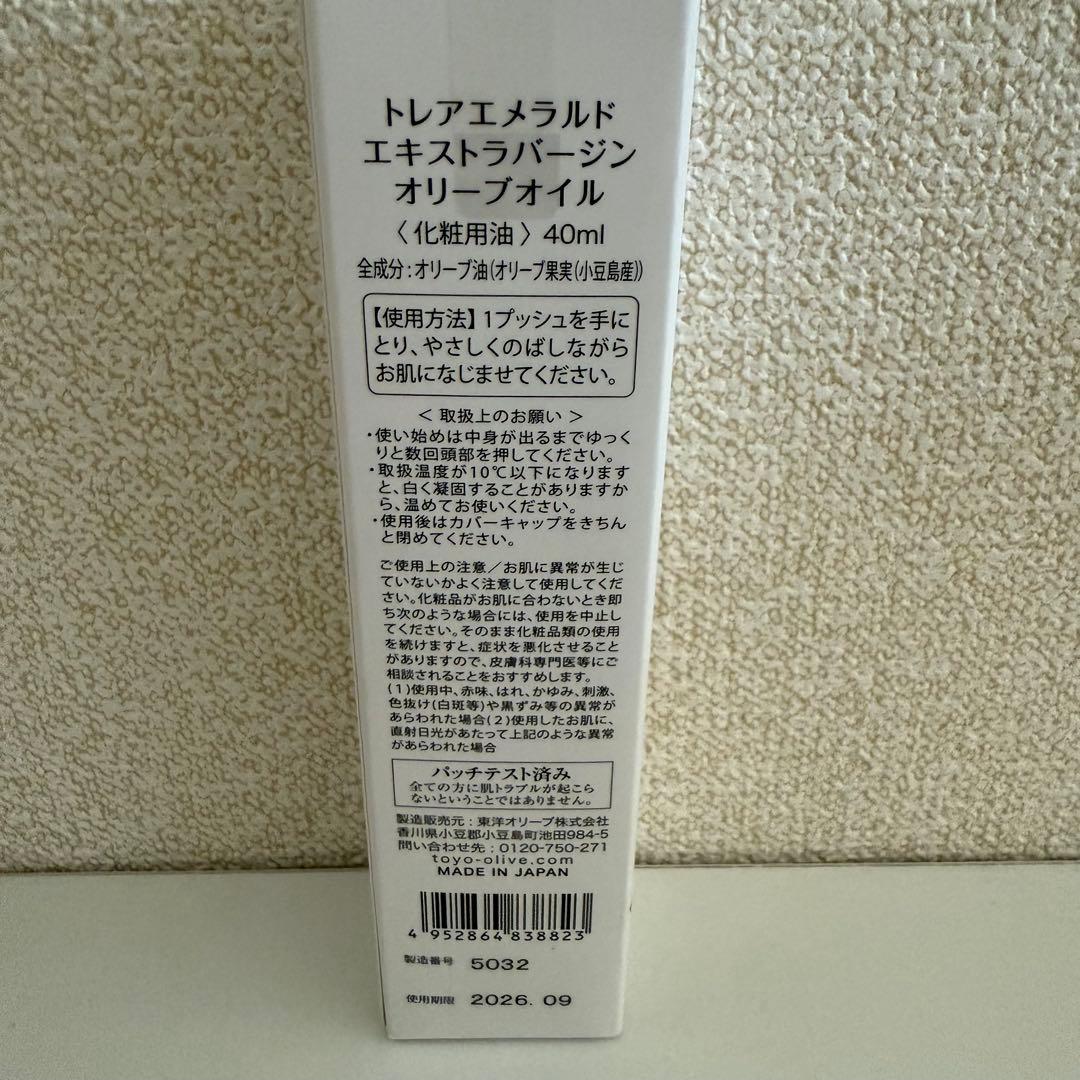 トレアエメラルド
エキストラバージン
オリーブオイル
〈化粧用油〉40ml
全成分：オリーブ油(オリーブ果実(小豆島産))
【使用方法】1プッシュを手に
とり、やさしくのばしながら
お肌になじませてください。
＜取扱上のお願い＞
・使い始めは中身が出るまでゆっく
りと数回頭部を押してください。
・取扱温度が10℃以下になります
と、白く凝固することがありますか
ら、温めてお使いください。
・使用後はカバーキャップをきちん
と閉めてください。
ご使用上の注意／お肌に異常が生じ
ていないかよく注意して使用してくだ
さい。化粧品がお肌に合わないとき即
ち次のような場合には、使用を中止し
てください。そのまま化粧品類の使用
を続けますと、症状を悪化させること
がありますので、皮膚科専門医等にご
相談されることをおすすめします。
(1)使用中、赤味、はれ、かゆみ、刺激、
色抜け(白斑等)や黒ずみ等の異常が
あらわれた場合(2)使用したお肌に、
直射日光があたって上記のような異常
があらわれた場合
パッチテスト済み
全ての方に肌トラブルが起こら
ないということではありません。
製造販売元：東洋オリーブ株式会社
香川県小豆郡小豆島町池田984-5
問い合わせ先：0120-750-271
toyo-olive.com
MADE IN JAPAN
4 952864 838823
製造番号 5032
使用期限 2026. 09